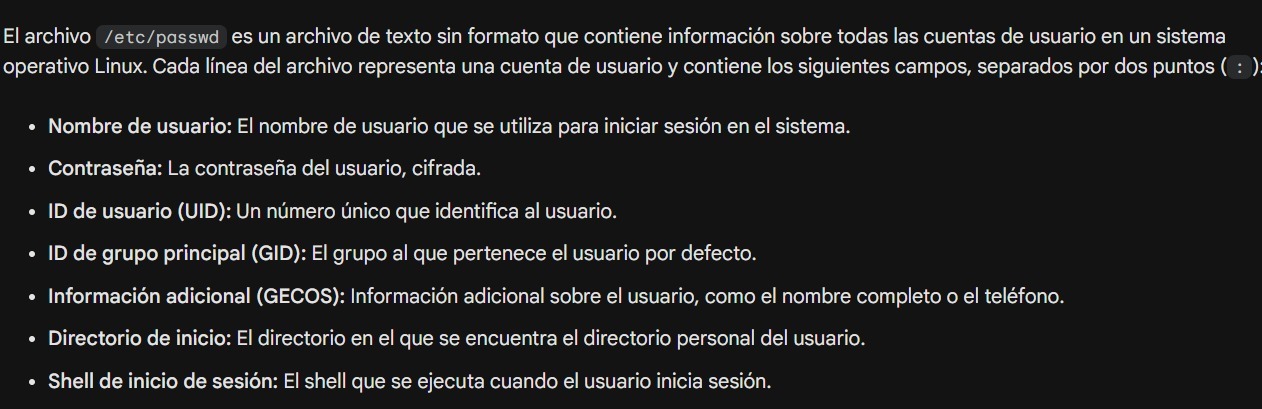 El archivo /etc/passwd es un archivo de texto sin formato que contiene información sobre todas las cuentas de usuario en un sistema
operativo Linux. Cada línea del archivo representa una cuenta de usuario y contiene los siguientes campos, separados por dos puntos ( : ):
• Nombre de usuario: El nombre de usuario que se utiliza para iniciar sesión en el sistema.
• Contraseña: La contraseña del usuario, cifrada.
• ID de usuario (UID): Un número único que identifica al usuario.
• ID de grupo principal (GID): El grupo al que pertenece el usuario por defecto.
• Información adicional (GECOS): Información adicional sobre el usuario, como el nombre completo o el teléfono.
• Directorio de inicio: El directorio en el que se encuentra el directorio personal del usuario.
• Shell de inicio de sesión: El shell que se ejecuta cuando el usuario inicia sesión.